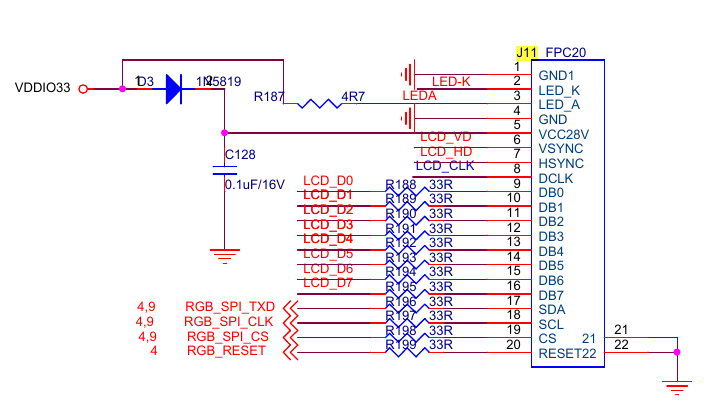 J11 FPC20
VDDIO33 1 D3 2 1N5819
R187 4R7
C128
0.1uF/16V
LED-K
LEDA
LCD_VD
LCD_HD
LCD_CLK
1 GND1
2 LED_K
3 LED_A
4 GND
5 VCC28V
6 VSYNC
7 HSYNC
8 DCLK
LCD_D0 R188 33R 9 DB0
LCD_D1 R189 33R 10 DB1
LCD_D2 R190 33R 11 DB2
LCD_D3 R191 33R 12 DB3
LCD_D4 R192 33R 13 DB4
LCD_D5 R193 33R 14 DB5
LCD_D6 R194 33R 15 DB6
LCD_D7 R195 33R 16 DB7
4,9 RGB_SPI_TXD R196 33R 17 SDA
4,9 RGB_SPI_CLK R197 33R 18 SCL
4,9 RGB_SPI_CS R198 33R 19 CS 21 21
4 RGB_RESET R199 33R 20 RESET 22 22